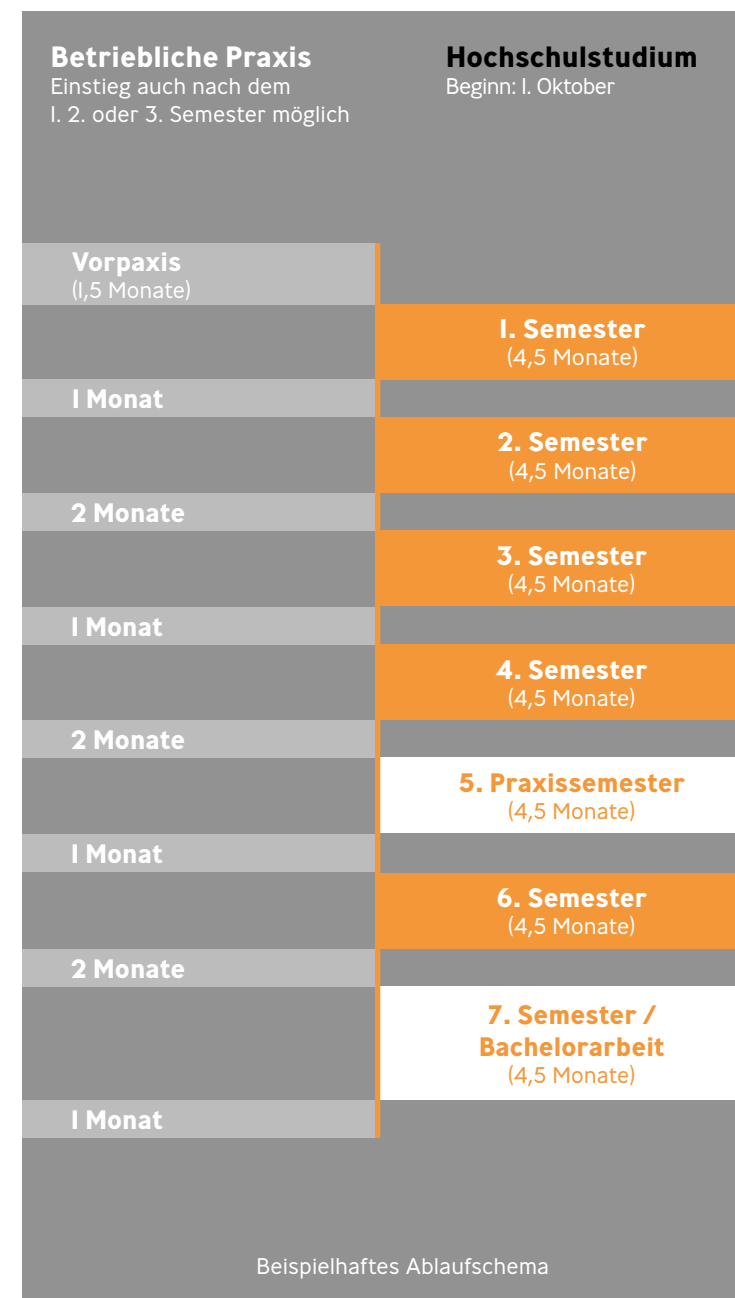 Betriebliche Praxis
Einstieg auch nach dem
1. 2. oder 3. Semester möglich
Hochschulstudium
Beginn: 1. Oktober
Vorpaxis
(1,5 Monate)
1. Semester
(4,5 Monate)
1 Monat
2. Semester
(4,5 Monate)
2 Monate
3. Semester
(4,5 Monate)
1 Monat
4. Semester
(4,5 Monate)
2 Monate
5. Praxissemester
(4,5 Monate)
1 Monat
6. Semester
(4,5 Monate)
2 Monate
7. Semester /
Bachelorarbeit
(4,5 Monate)
1 Monat
Beispielhaftes Ablaufschema